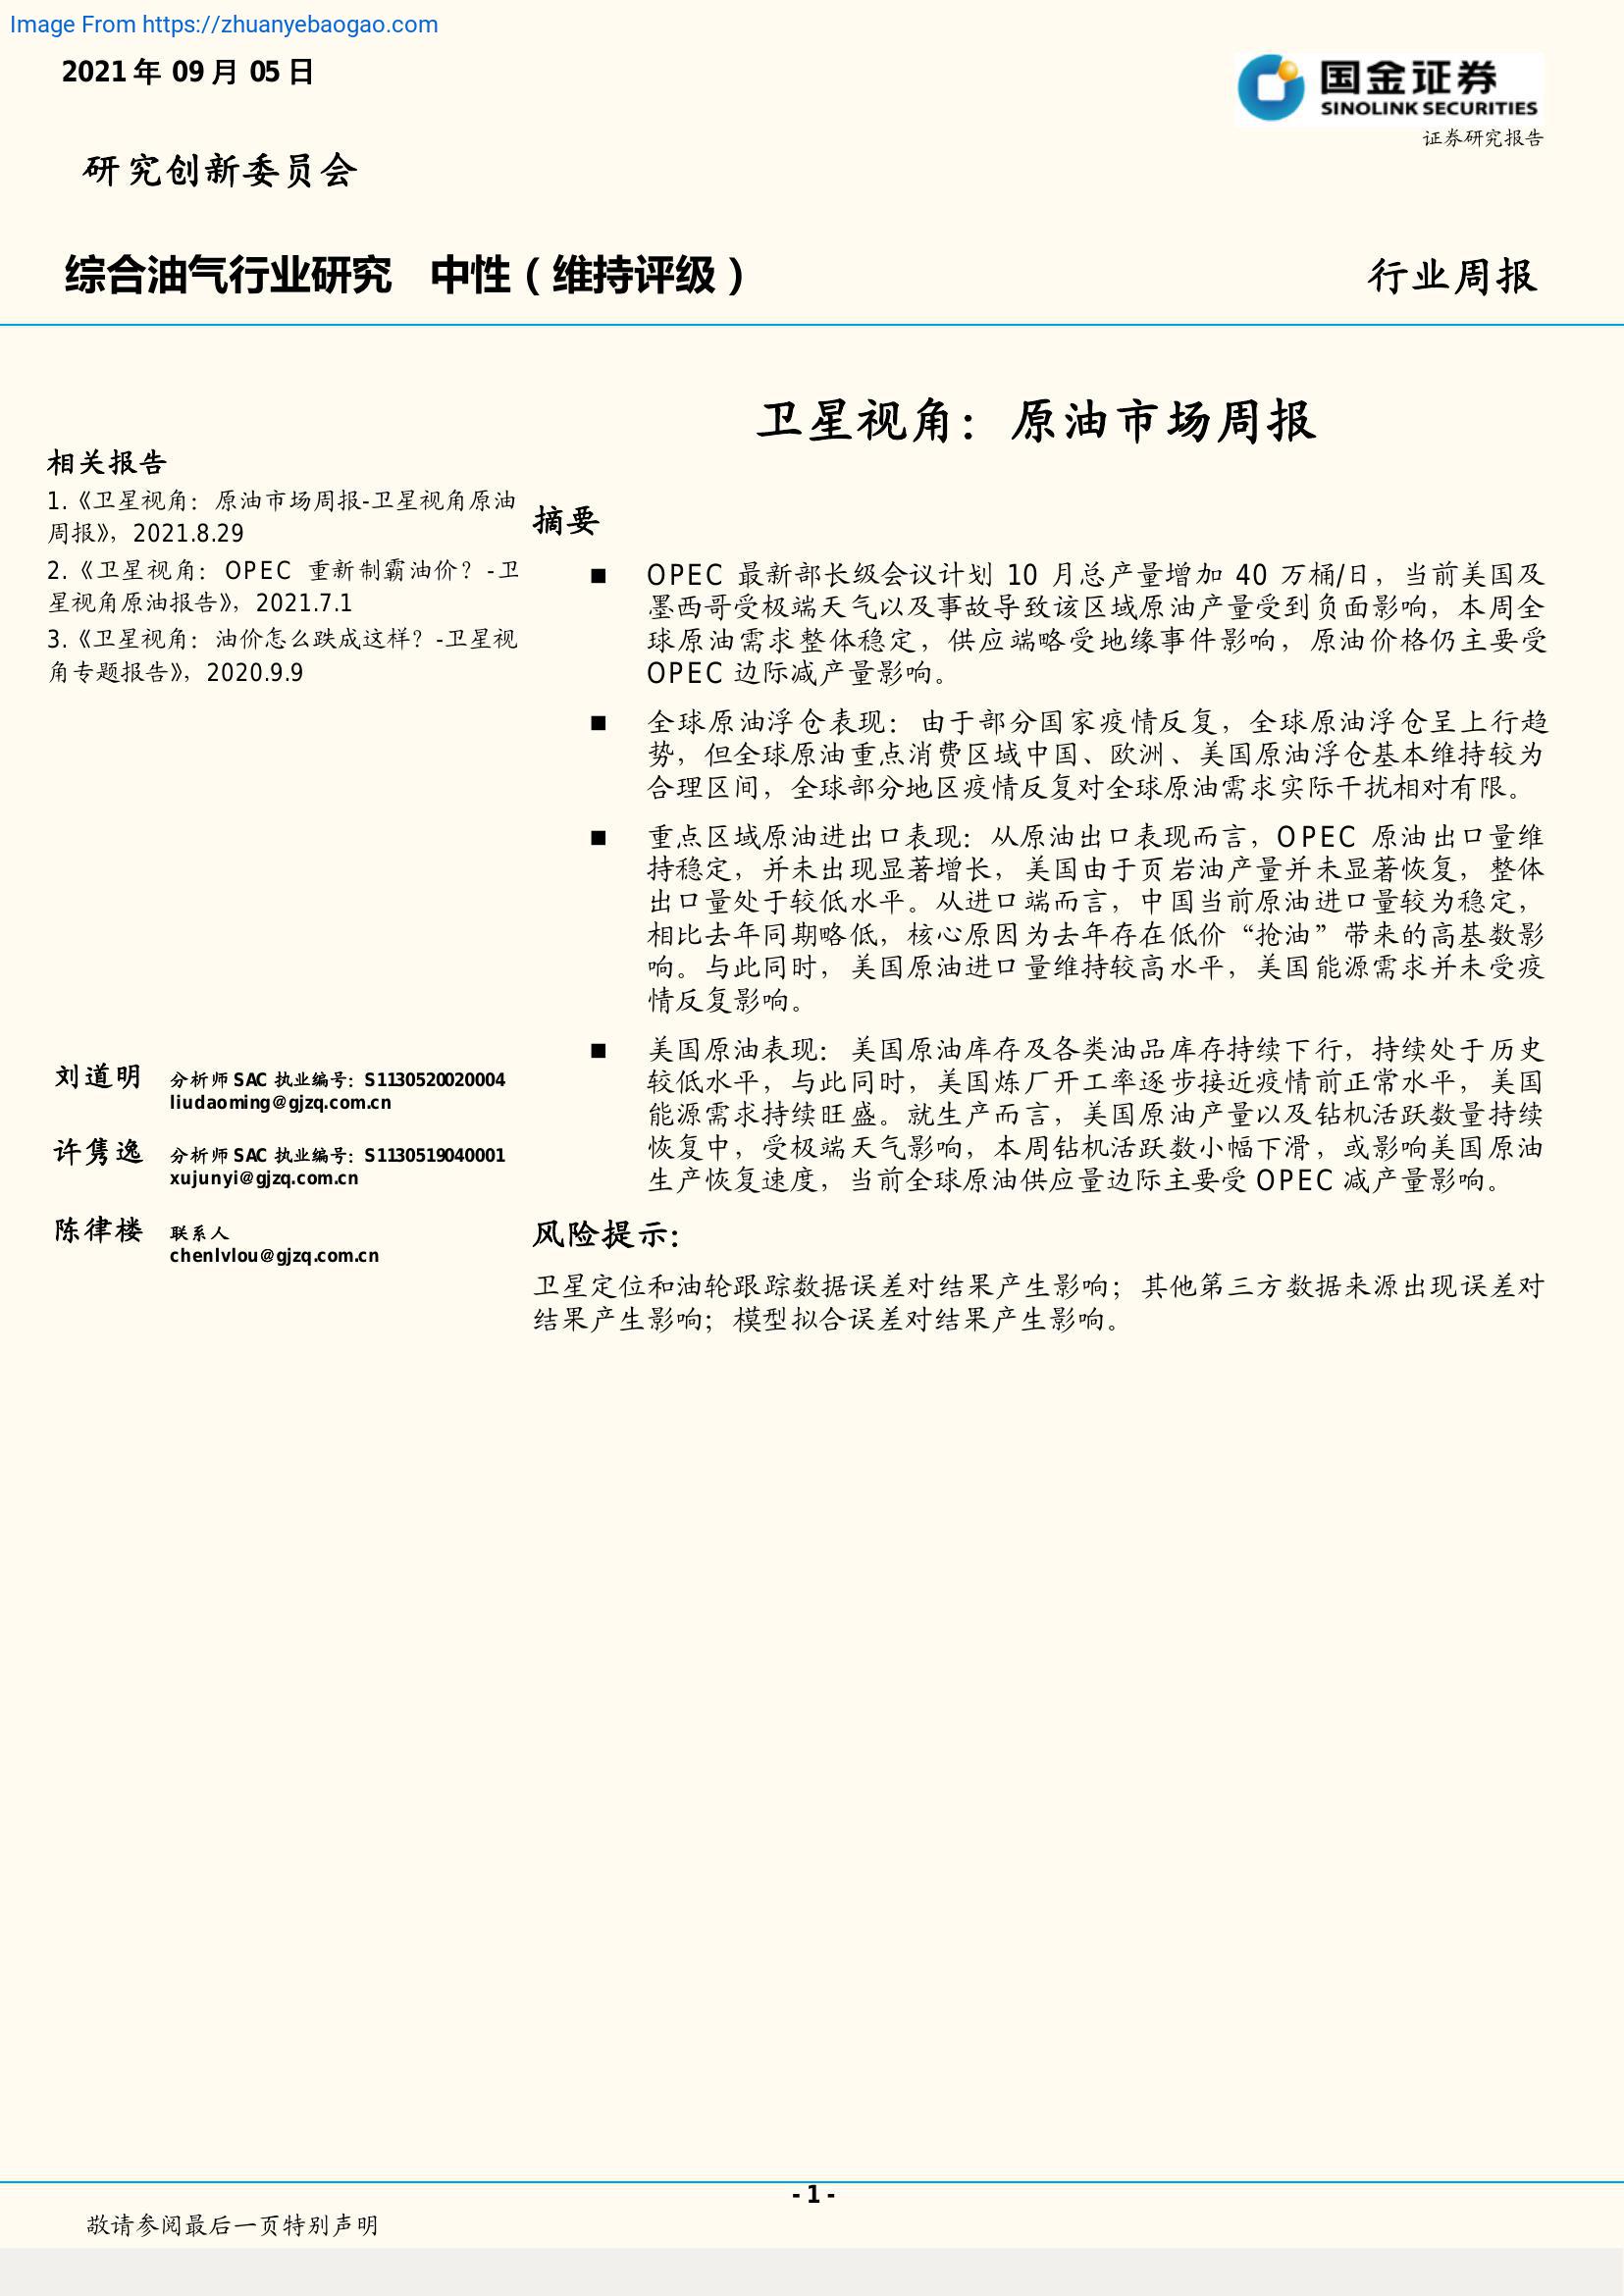 Image From https://zhuanyebaogao.com
2021 年 09 月 05 日
国金证券
SINOLINK SECURITIES
证券研究报告
研究创新委员会
综合油气行业研究 中性（维持评级）
行业周报
卫星视角：原油市场周报
相关报告
1.《卫星视角：原油市场周报-卫星视角原油
周报》，2021.8.29
2.《卫星视角：OPEC 重新制霸油价？-卫
星视角原油报告》，2021.7.1
3.《卫星视角：油价怎么跌成这样？-卫星视
角专题报告》，2020.9.9
刘道明 分析师 SAC 执业编号：S1130520020004
liudaoming@gjzq.com.cn
许隽逸 分析师 SAC 执业编号：S1130519040001
xujunyi@gjzq.com.cn
陈律楼 联系人
chenlvlou@gjzq.com.cn
摘要
■ OPEC 最新部长级会议计划 10 月总产量增加 40 万桶/日，当前美国及
墨西哥受极端天气以及事故导致该区域原油产量受到负面影响，本周全
球原油需求整体稳定，供应端略受地缘事件影响，原油价格仍主要受
OPEC 边际减产量影响。
■ 全球原油浮仓表现：由于部分国家疫情反复，全球原油浮仓呈上行趋
势，但全球原油重点消费区域中国、欧洲、美国原油浮仓基本维持较为
合理区间，全球部分地区疫情反复对全球原油需求实际干扰相对有限。
■ 重点区域原油进出口表现：从原油出口表现而言，OPEC 原油出口量维
持稳定，并未出现显著增长，美国由于页岩油产量并未显著恢复，整体
出口量处于较低水平。从进口端而言，中国当前原油进口量较为稳定，
相比去年同期略低，核心原因为去年存在低价“抢油”带来的高基数影
响。与此同时，美国原油进口量维持较高水平，美国能源需求并未受疫
情反复影响。
■ 美国原油表现：美国原油库存及各类油品库存持续下行，持续处于历史
较低水平，与此同时，美国炼厂开工率逐步接近疫情前正常水平，美国
能源需求持续旺盛。就生产而言，美国原油产量以及钻机活跃数量持续
恢复中，受极端天气影响，本周钻机活跃数小幅下滑，或影响美国原油
生产恢复速度，当前全球原油供应量边际主要受 OPEC 减产量影响。
风险提示：
卫星定位和油轮跟踪数据误差对结果产生影响；其他第三方数据来源出现误差对
结果产生影响；模型拟合误差对结果产生影响。
- 1 -
敬请参阅最后一页特别声明